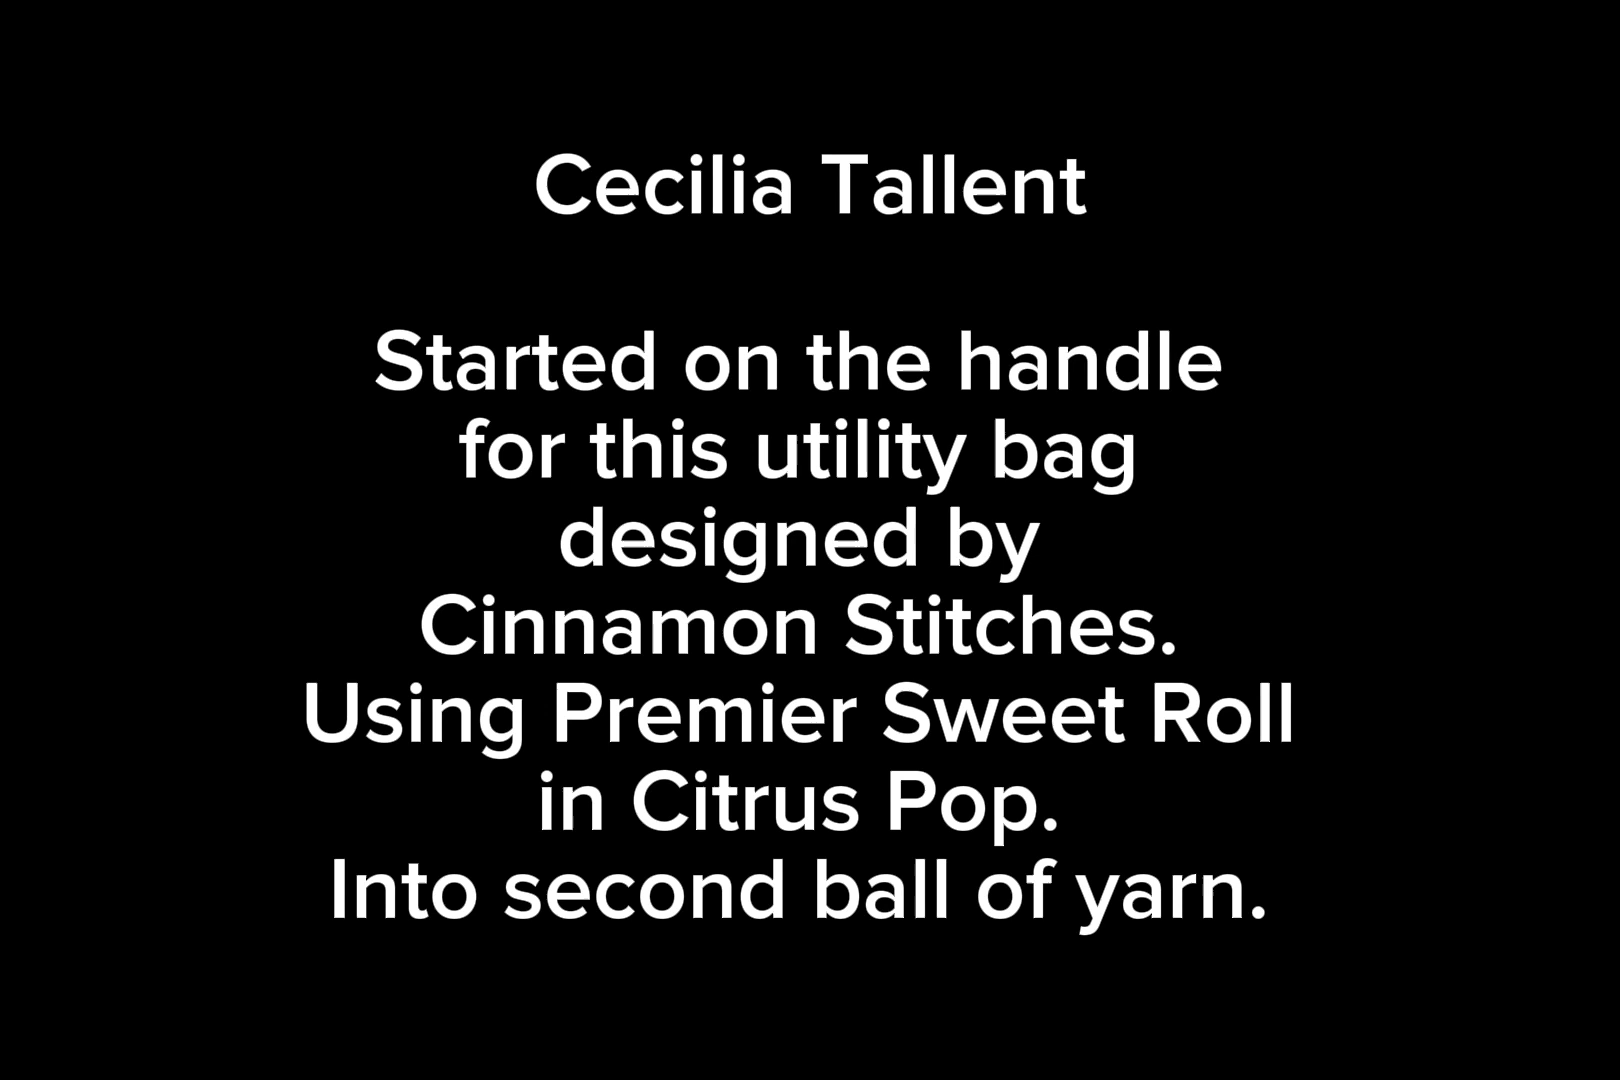 Cecilia Tallent
Started on the handle
for this utility bag
designed by
Cinnamon Stitches.
Using Premier Sweet Roll
in Citrus Pop.
Into second ball of yarn.